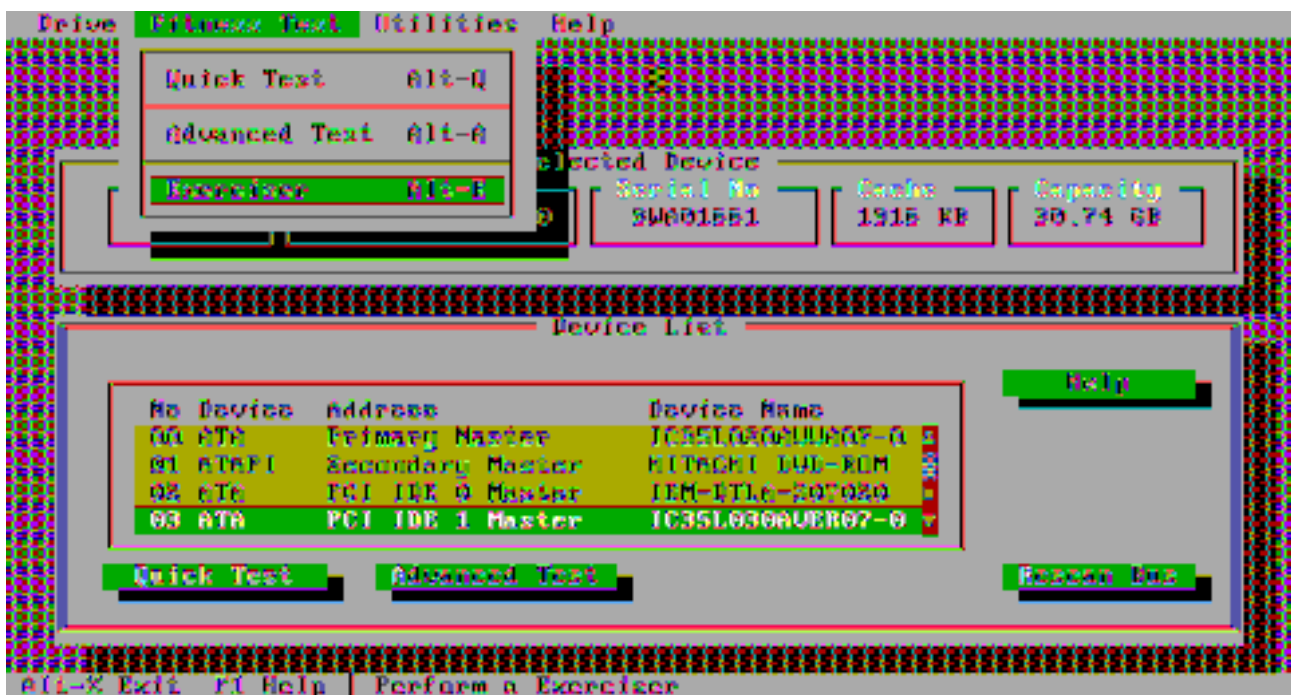 Drive Fitness Test Utilities Help
Quick Test Alt-Q
Advanced Test Alt-A
Exerciser Alt-E
elected Device
Serial No Cache Capacity
1916 KB 30.74 GB
Device List
Help
No Device Address Device Name
00 ATA Primary Master
01 ATAPI Secondary Master HITACHI DVD-ROM
02 ATA PCI IDE 0 Master
03 ATA PCI IDE 1 Master IC35L030AVER07-0
Quick Test Advanced Test Rescan Bus
Alt-X Exit F1 Help | Perform a Exerciser